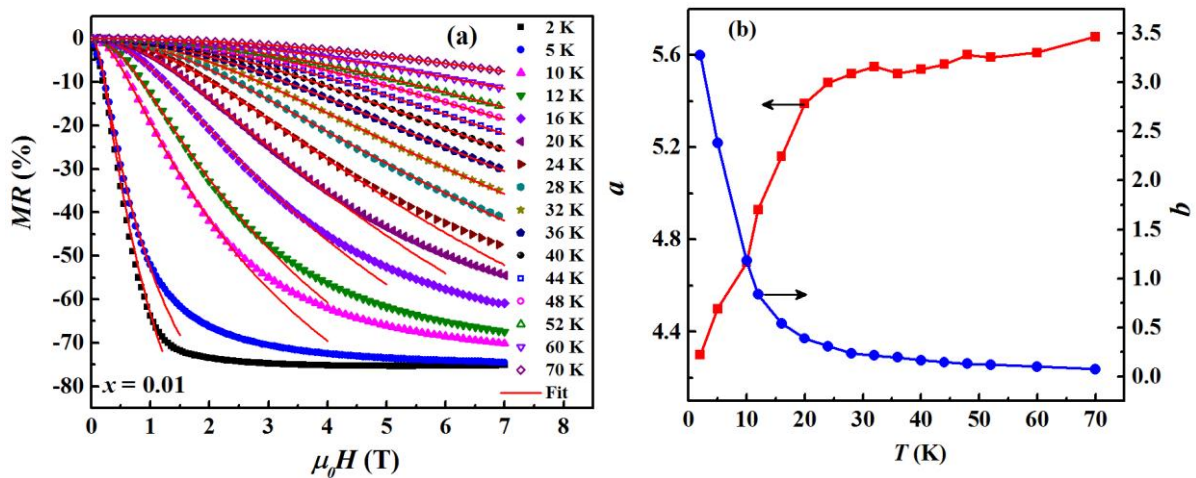 (a)
2 K
5 K
10 K
12 K
16 K
20 K
24 K
28 K
32 K
36 K
40 K
44 K
48 K
52 K
60 K
70 K
Fit
0
-10
-20
-30
-40
-50
-60
-70
-80
MR (%)
x = 0.01
0 1 2 3 4 5 6 7 8
μ₀H (T)
(b)
5.6
5.2
4.8
4.4
a
3.5
3.0
2.5
2.0
1.5
1.0
0.5
0.0
b
0 10 20 30 40 50 60 70
T (K)